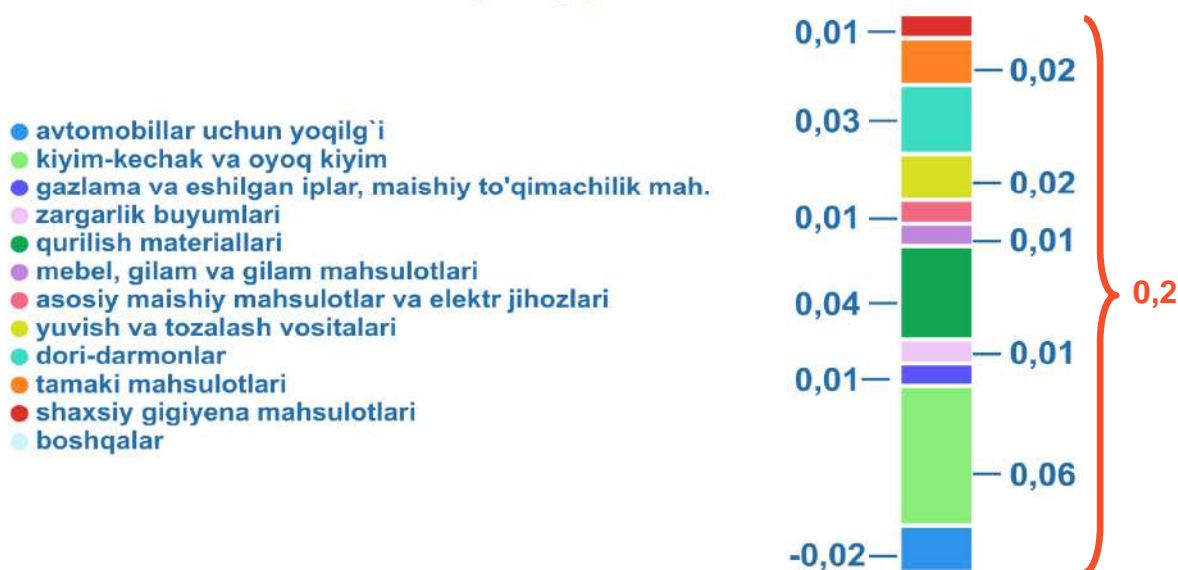 avtomobillar uchun yoqilg`i
kiyim-kechak va oyoq kiyim
gazlama va eshilgan iplar, maishiy to'qimachilik mah.
zargarlik buyumlari
qurilish materiallari
mebel, gilam va gilam mahsulotlari
asosiy maishiy mahsulotlar va elektr jihozlari
yuvish va tozalash vositalari
dori-darmonlar
tamaki mahsulotlari
shaxsiy gigiyena mahsulotlari
boshqalar
0,01
0,02
0,03
0,02
0,01
0,01
0,04
0,01
0,01
0,06
-0,02
0,2